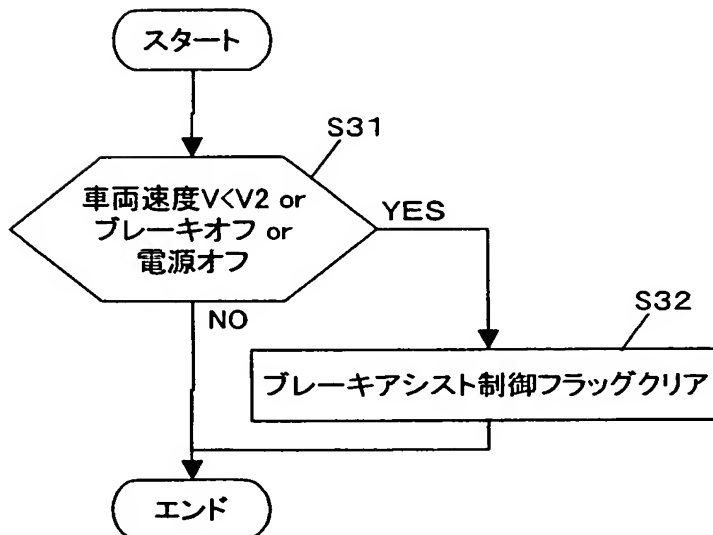 スタート
S31
車両速度V<V2 or
ブレーキオフ or
電源オフ
YES
NO
S32
ブレーキアシスト制御フラッグクリア
エンド